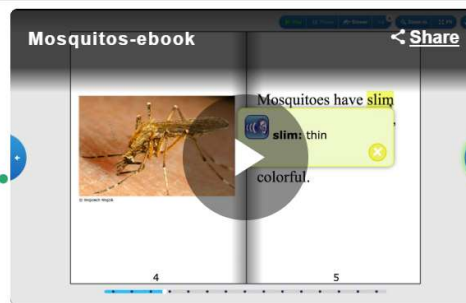 Mosquitos-ebook
Share
Mosquitoes have slim
slim: thin
colorful.
4
5